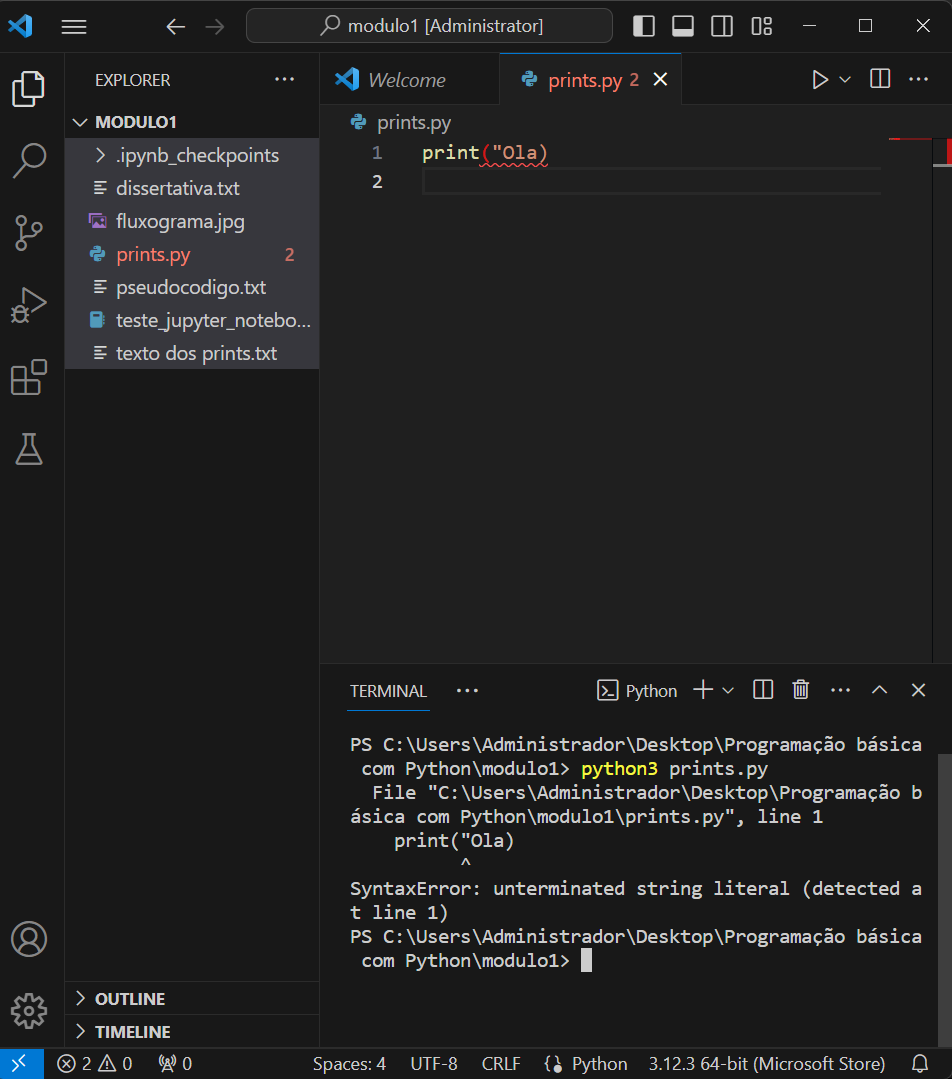 modulo1 [Administrator]
EXPLORER
Welcome
prints.py 2
MODULO1
prints.py
.ipynb_checkpoints
dissertativa.txt
fluxograma.jpg
prints.py 2
pseudocodigo.txt
teste_jupyter_notebo...
texto dos prints.txt
1 print("Ola)
2
TERMINAL
Python
PS C:\Users\Administrador\Desktop\Programação básica
com Python\modulo1> python3 prints.py
File "C:\Users\Administrador\Desktop\Programação b
ásica com Python\modulo1\prints.py", line 1
print("Ola)
^
SyntaxError: unterminated string literal (detected a
t line 1)
PS C:\Users\Administrador\Desktop\Programação básica
com Python\modulo1>
OUTLINE
TIMELINE
2 0 0 Spaces: 4 UTF-8 CRLF Python 3.12.3 64-bit (Microsoft Store)